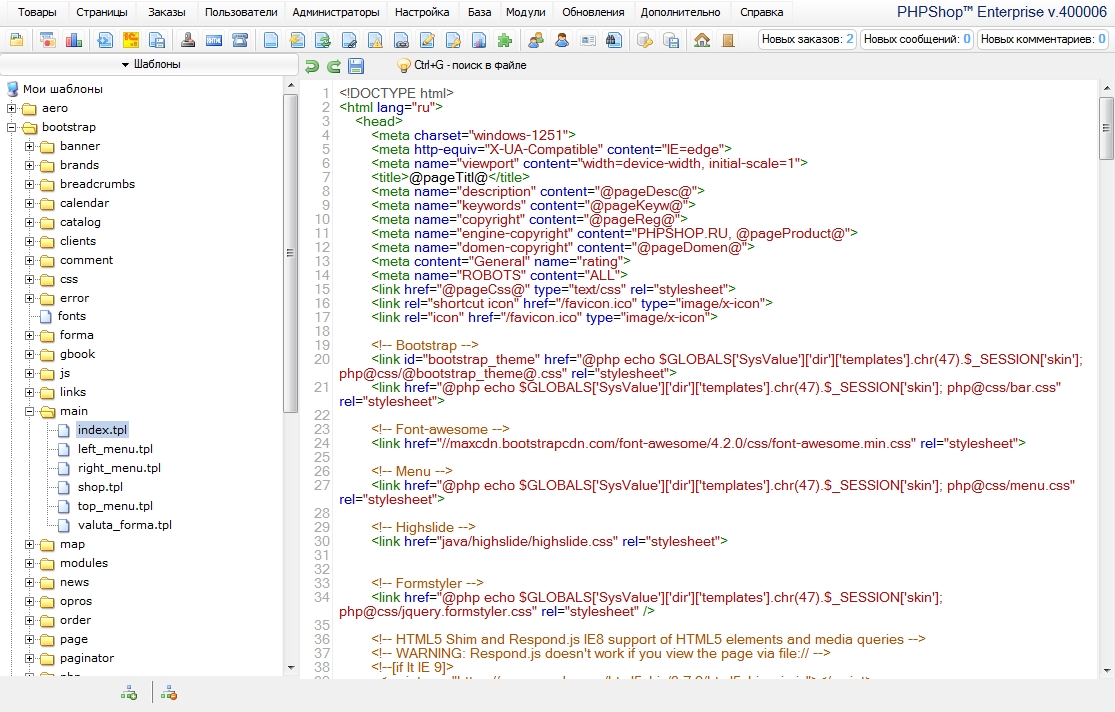 Товары Страницы Заказы Пользователи Администраторы Настройка База Модули Обновления Дополнительно Справка PHPShop™ Enterprise v.400006
Новых заказов: 2 Новых сообщений: 0 Новых комментариев: 0
Шаблоны
Ctrl+G - поиск в файле
Мои шаблоны
aero
bootstrap
banner
brands
breadcrumbs
calendar
catalog
clients
comment
css
error
fonts
forma
gbook
js
links
main
index.tpl
left_menu.tpl
right_menu.tpl
shop.tpl
top_menu.tpl
valuta_forma.tpl
map
modules
news
opros
order
page
paginator
1 <!DOCTYPE html>
2 <html lang="ru">
3 <head>
4 <meta charset="windows-1251">
5 <meta http-equiv="X-UA-Compatible" content="IE=edge">
6 <meta name="viewport" content="width=device-width, initial-scale=1">
7 <title>@pageTitl@</title>
8 <meta name="description" content="@pageDesc@">
9 <meta name="keywords" content="@pageKeyw@">
10 <meta name="copyright" content="@pageReg@">
11 <meta name="engine-copyright" content="PHPSHOP.RU, @pageProduct@">
12 <meta name="domen-copyright" content="@pageDomen@">
13 <meta content="General" name="rating">
14 <meta name="ROBOTS" content="ALL">
15 <link href="@pageCss@" type="text/css" rel="stylesheet">
16 <link rel="shortcut icon" href="/favicon.ico" type="image/x-icon">
17 <link rel="icon" href="/favicon.ico" type="image/x-icon">
18
19 <!-- Bootstrap -->
20 <link id="bootstrap_theme" href="@php echo $GLOBALS['SysValue']['dir']['templates'].chr(47).$_SESSION['skin'];
php@css/@bootstrap_theme@.css" rel="stylesheet">
21 <link href="@php echo $GLOBALS['SysValue']['dir']['templates'].chr(47).$_SESSION['skin']; php@css/bar.css"
rel="stylesheet">
22
23 <!-- Font-awesome -->
24 <link href="//maxcdn.bootstrapcdn.com/font-awesome/4.2.0/css/font-awesome.min.css" rel="stylesheet">
25
26 <!-- Menu -->
27 <link href="@php echo $GLOBALS['SysValue']['dir']['templates'].chr(47).$_SESSION['skin']; php@css/menu.css"
rel="stylesheet">
28
29 <!-- Highslide -->
30 <link href="java/highslide/highslide.css" rel="stylesheet">
31
32
33 <!-- Formstyler -->
34 <link href="@php echo $GLOBALS['SysValue']['dir']['templates'].chr(47).$_SESSION['skin'];
php@css/jquery.formstyler.css" rel="stylesheet" />
35
36 <!-- HTML5 Shim and Respond.js IE8 support of HTML5 elements and media queries -->
37 <!-- WARNING: Respond.js doesn't work if you view the page via file:// -->
38 <!--[if lt IE 9]>